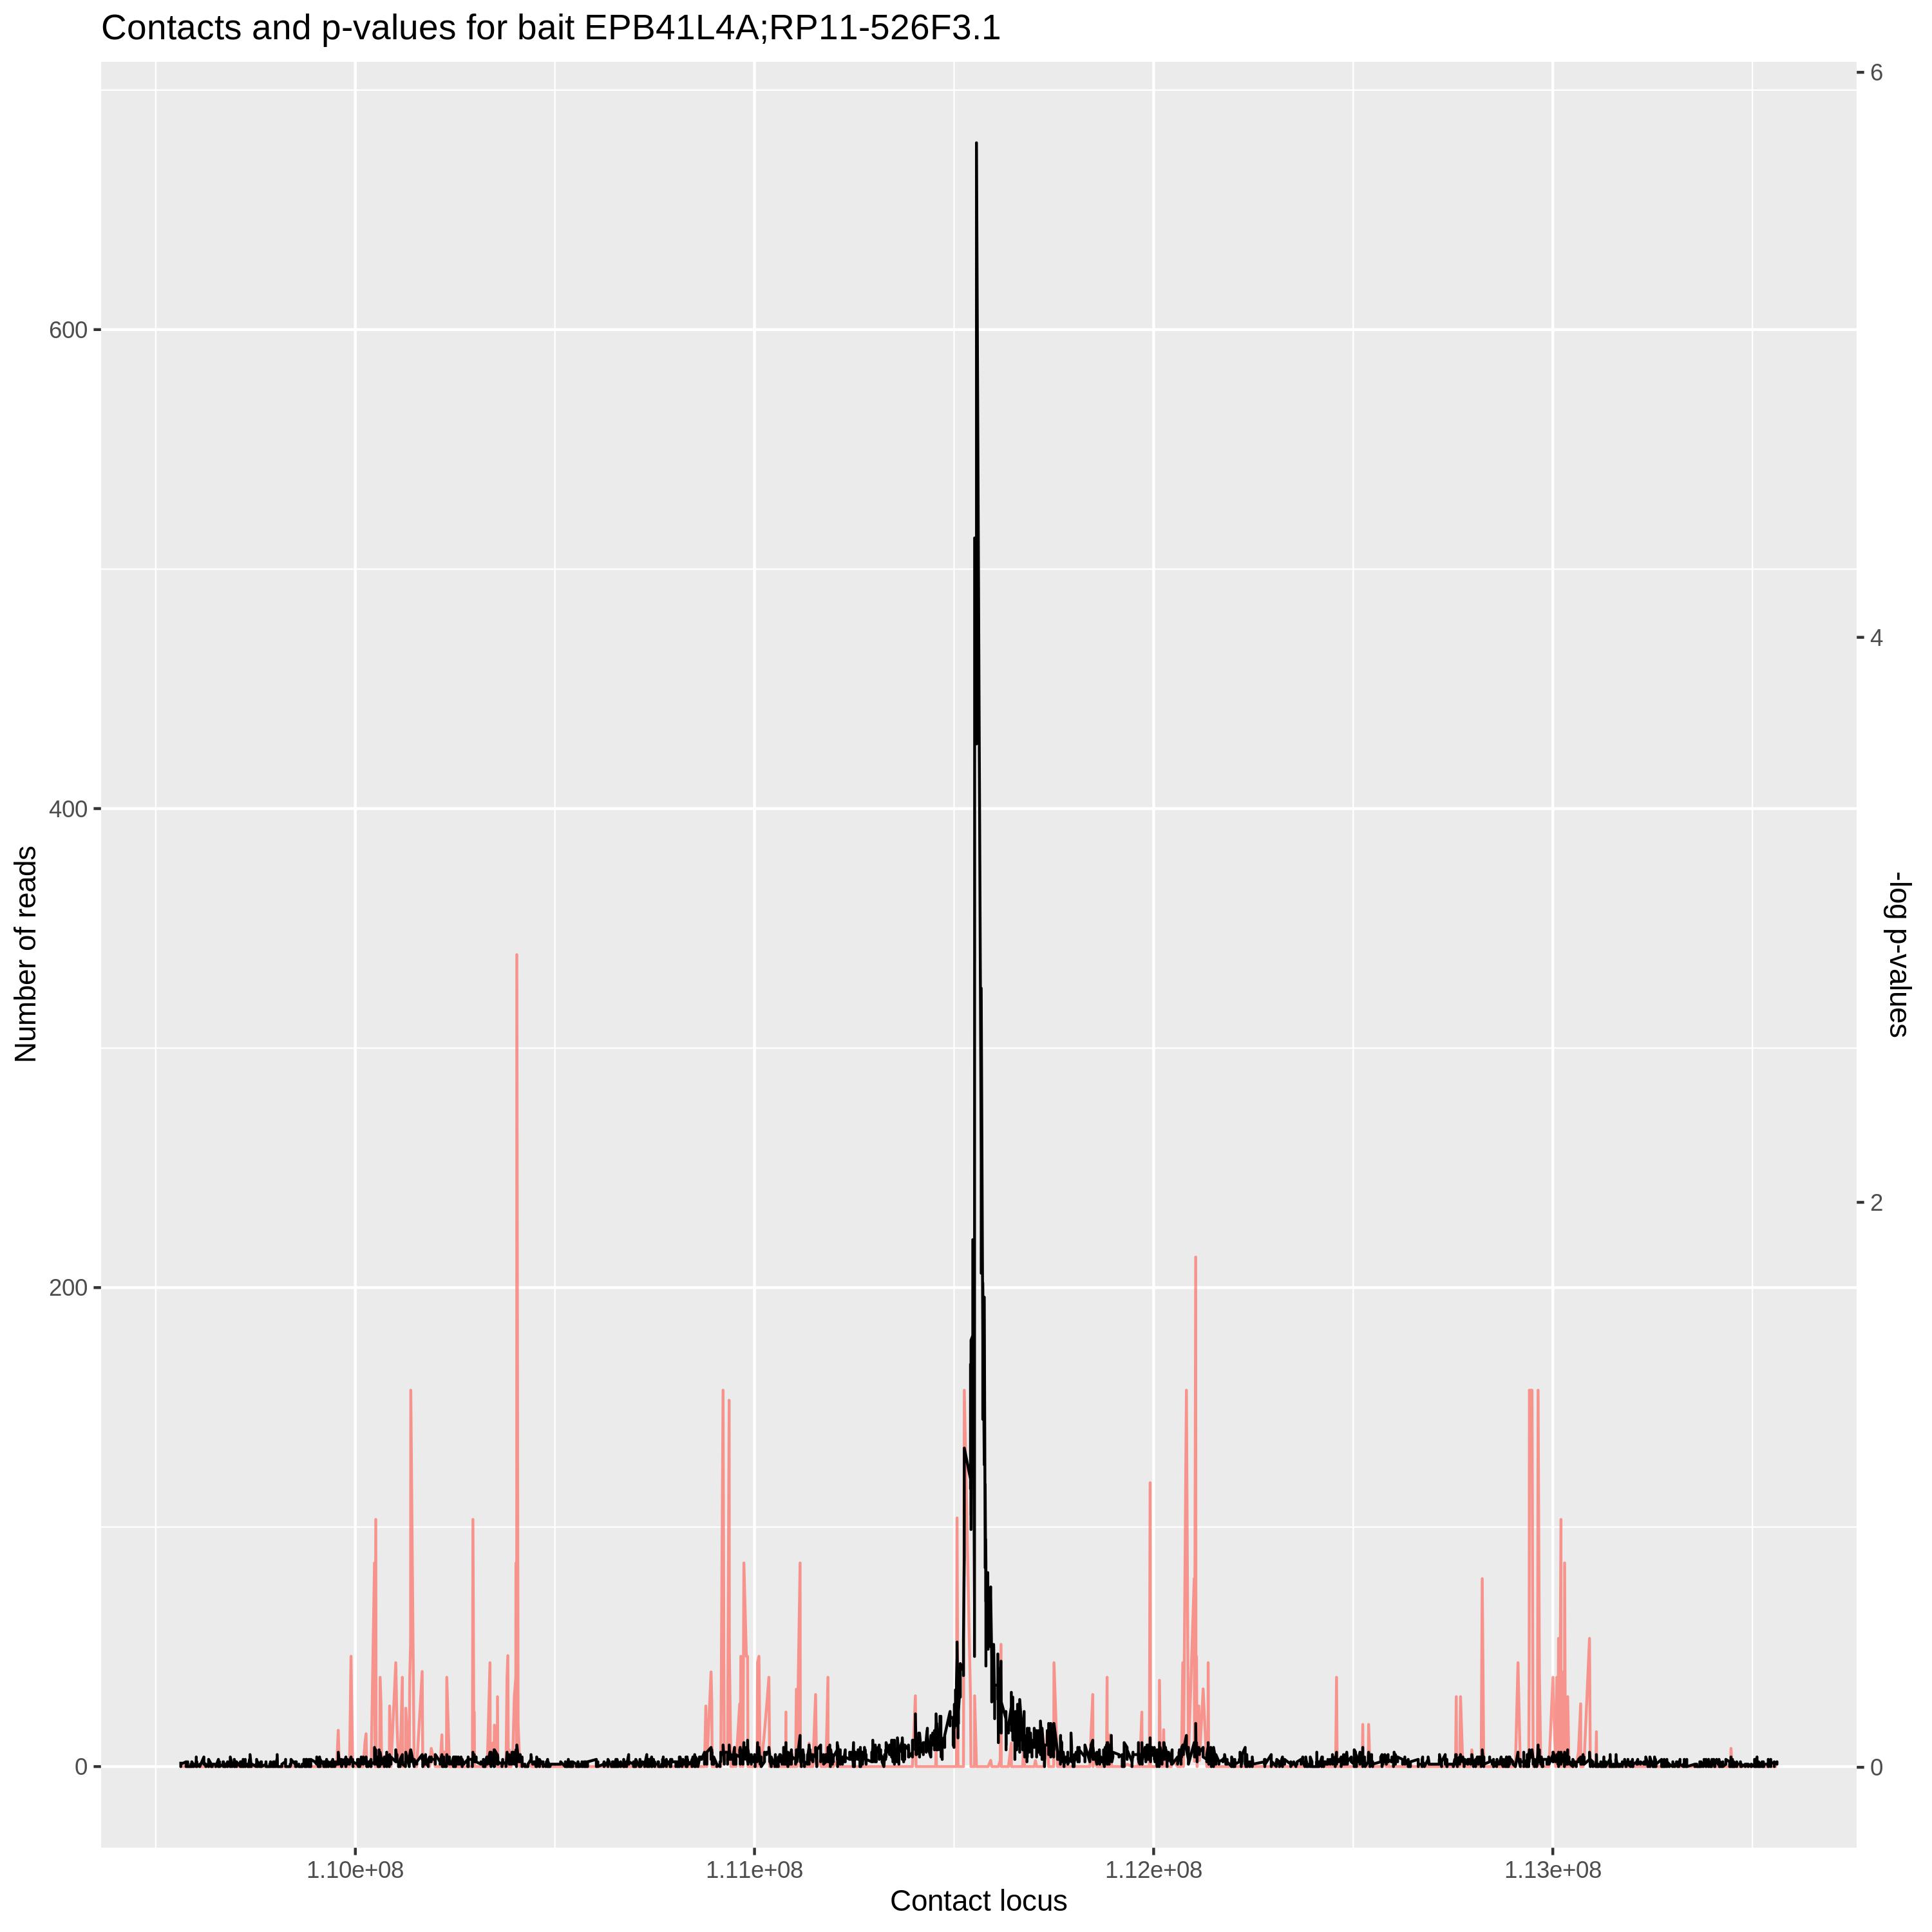 Contacts and p-values for bait EPB41L4A;RP11-526F3.1
6
600
4
400
Number of reads
-log p-values
2
200
0
0
1.10e+08
1.11e+08
1.12e+08
1.13e+08
Contact locus